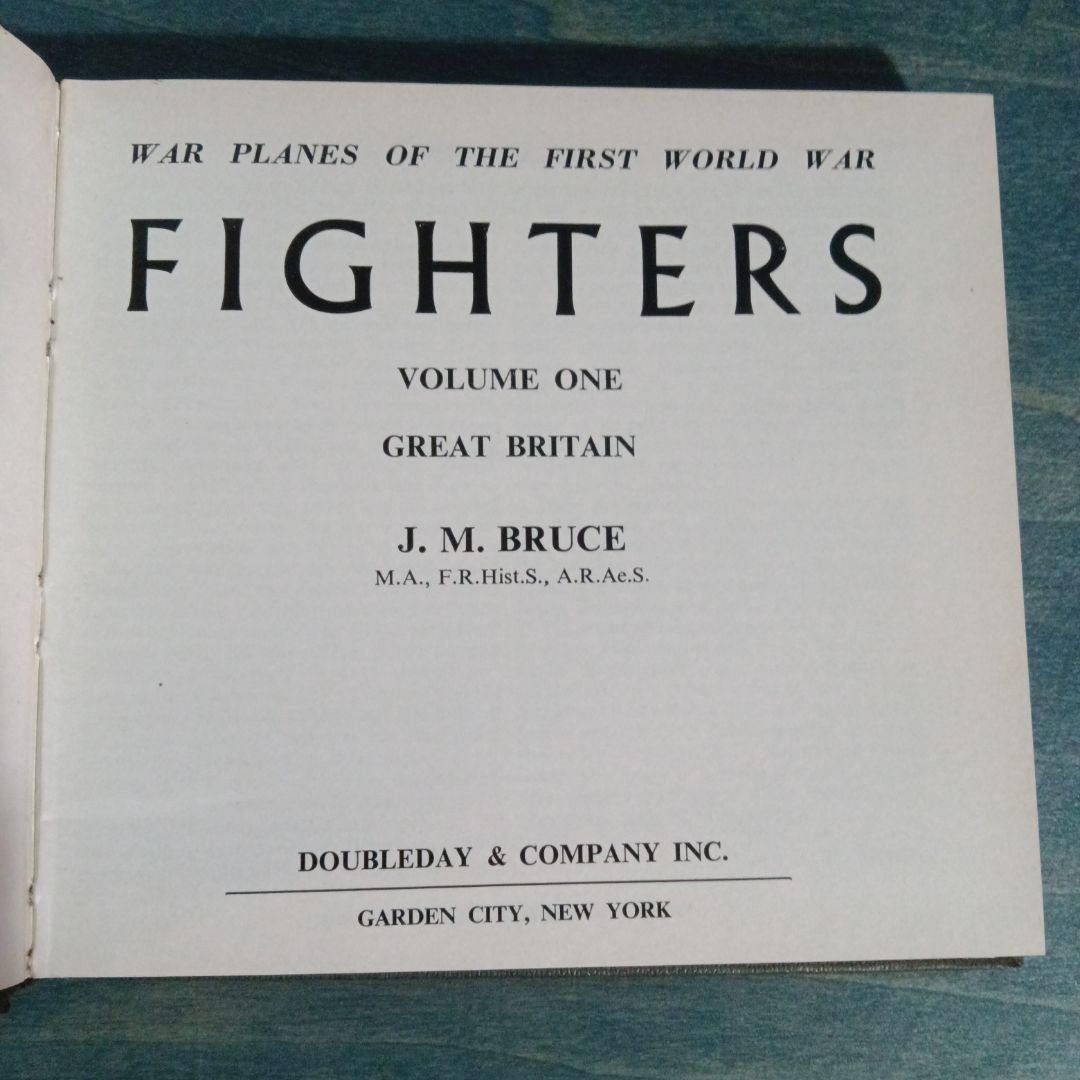 WAR PLANES OF THE FIRST WORLD WAR
FIGHTERS
VOLUME ONE
GREAT BRITAIN
J. M. BRUCE
M.A., F.R.Hist.S., A.R.Ae.S.
DOUBLEDAY & COMPANY INC.
GARDEN CITY, NEW YORK